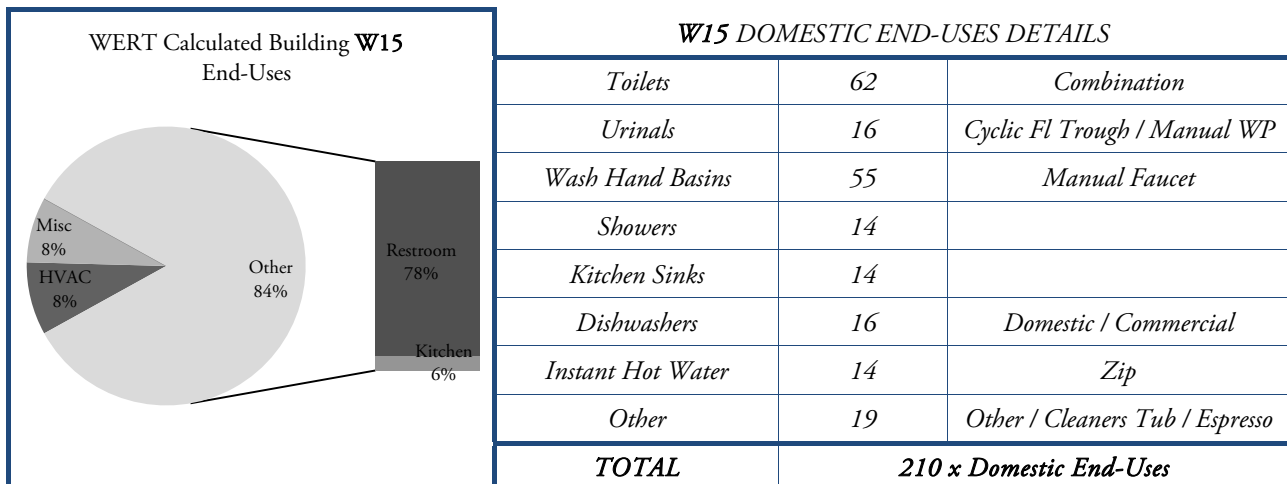 WERT Calculated Building W15
End-Uses
Misc
8%
HVAC
8%
Other
84%
Restroom
78%
Kitchen
6%
W15 DOMESTIC END-USES DETAILS
Toilets 62 Combination
Urinals 16 Cyclic Fl Trough / Manual WP
Wash Hand Basins 55 Manual Faucet
Showers 14
Kitchen Sinks 14
Dishwashers 16 Domestic / Commercial
Instant Hot Water 14 Zip
Other 19 Other / Cleaners Tub / Espresso
TOTAL 210 x Domestic End-Uses